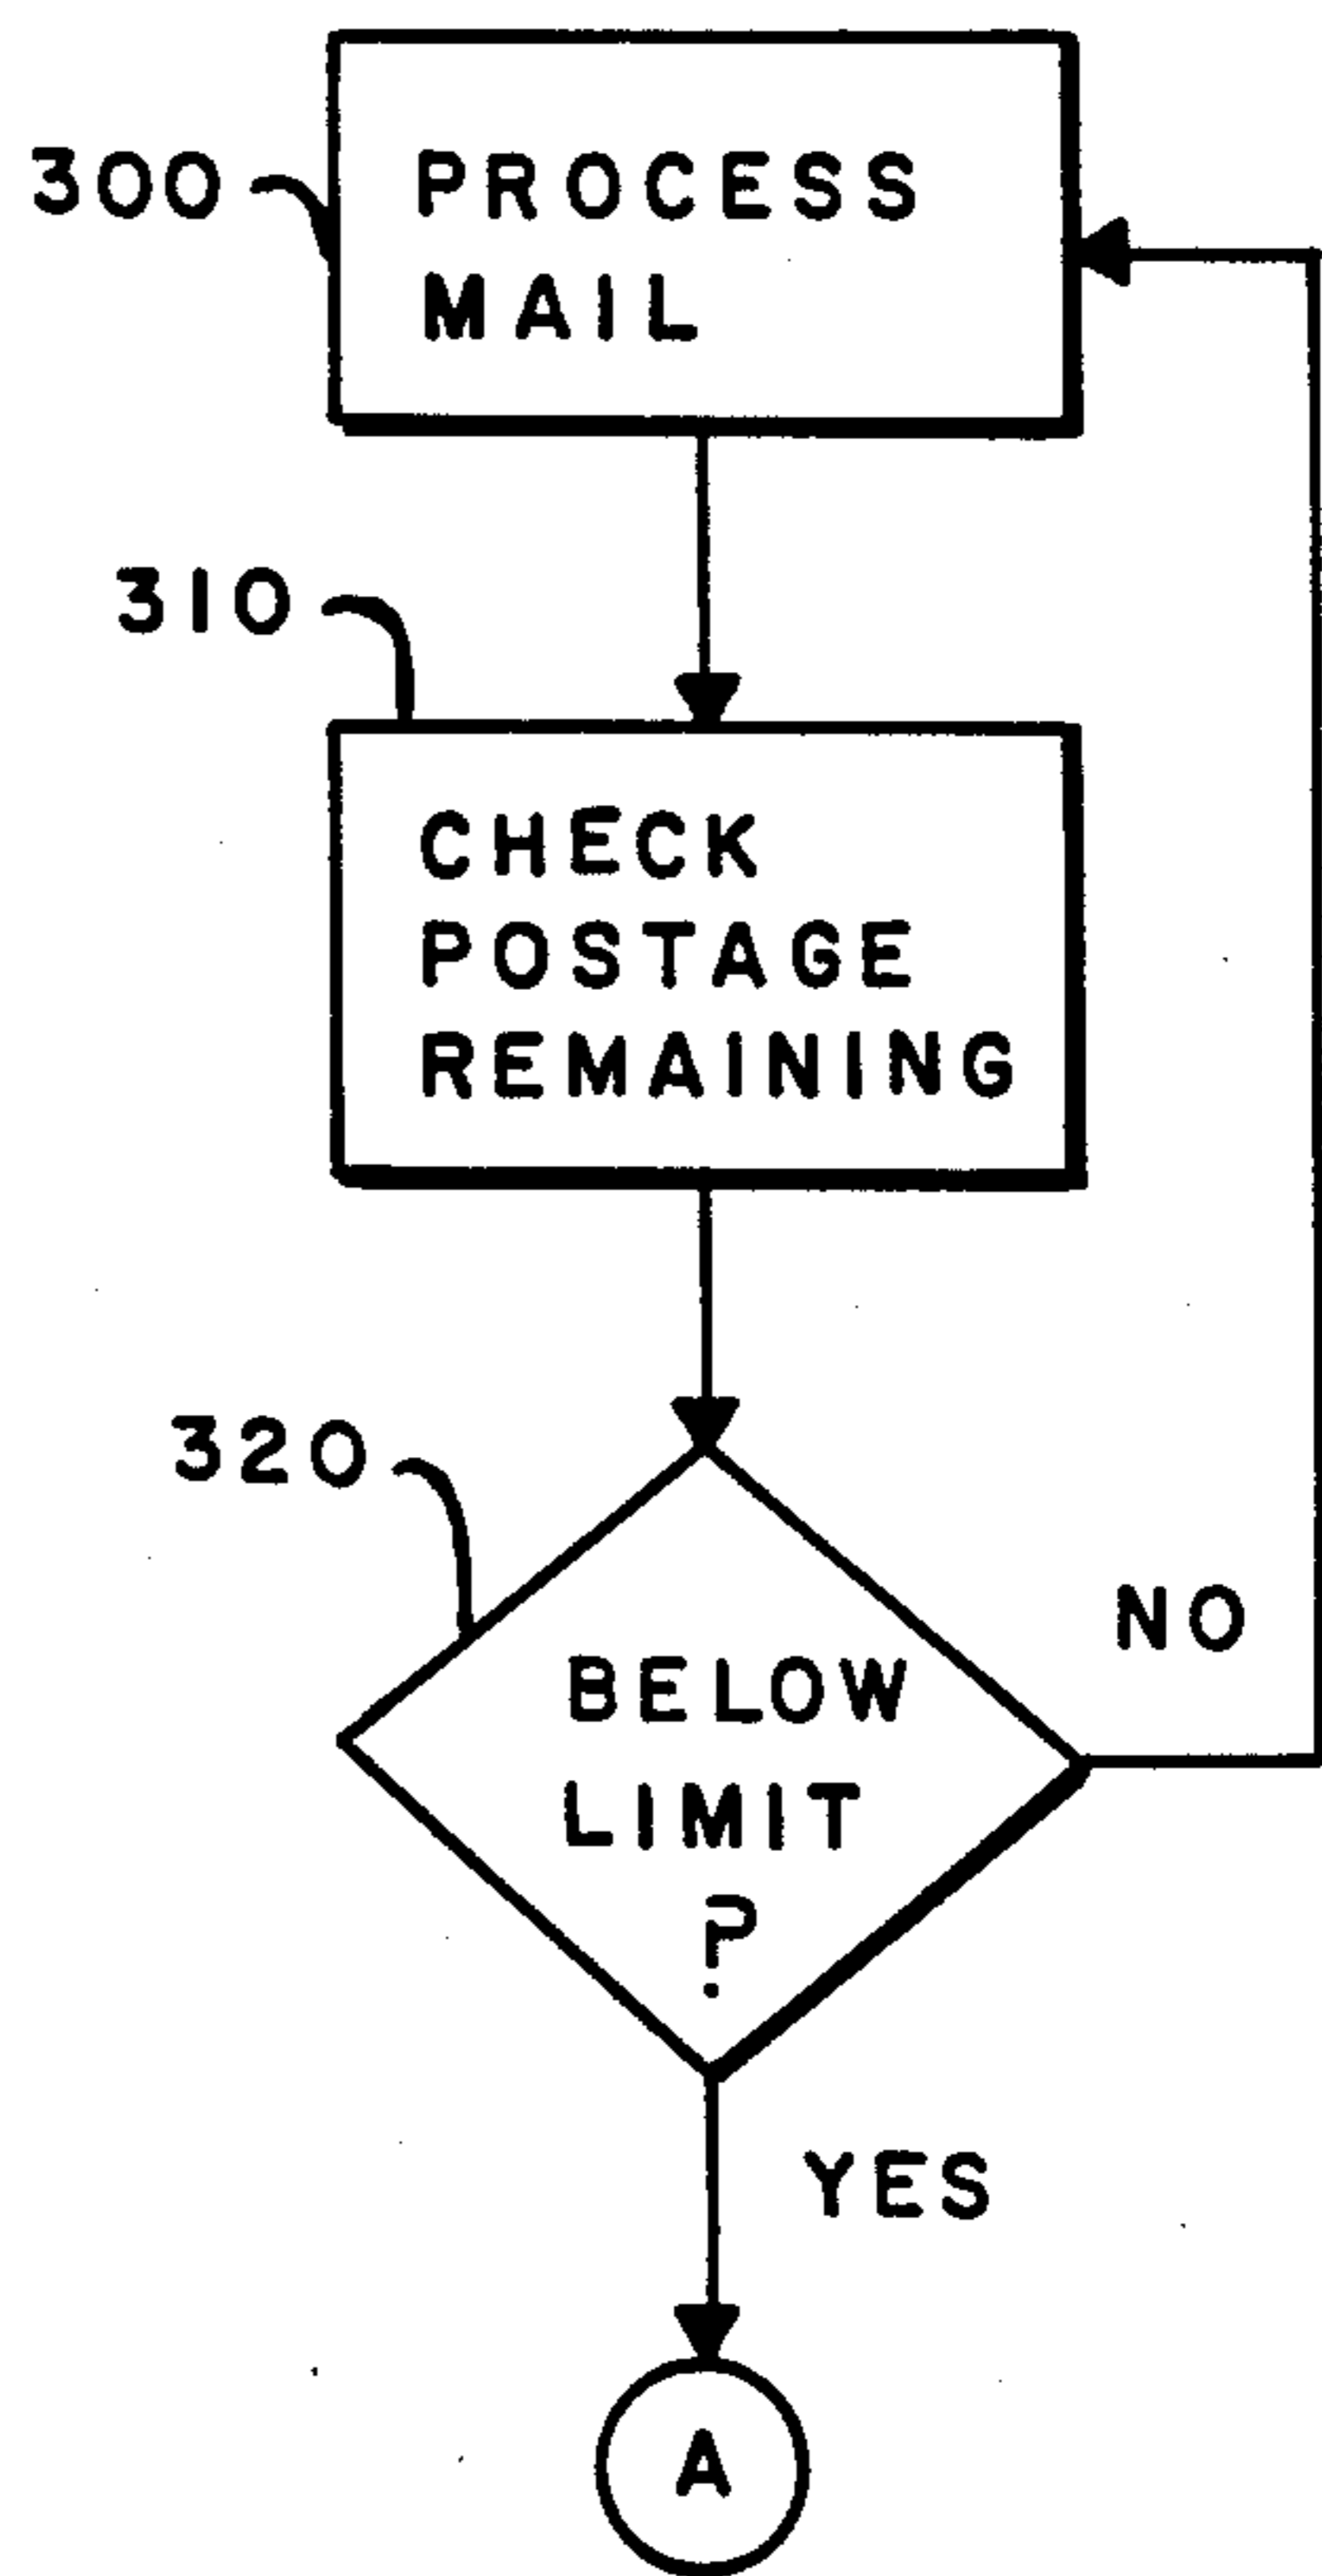 300
PROCESS
MAIL
310
CHECK
POSTAGE
REMAINING
320
BELOW
LIMIT
?
NO
YES
A